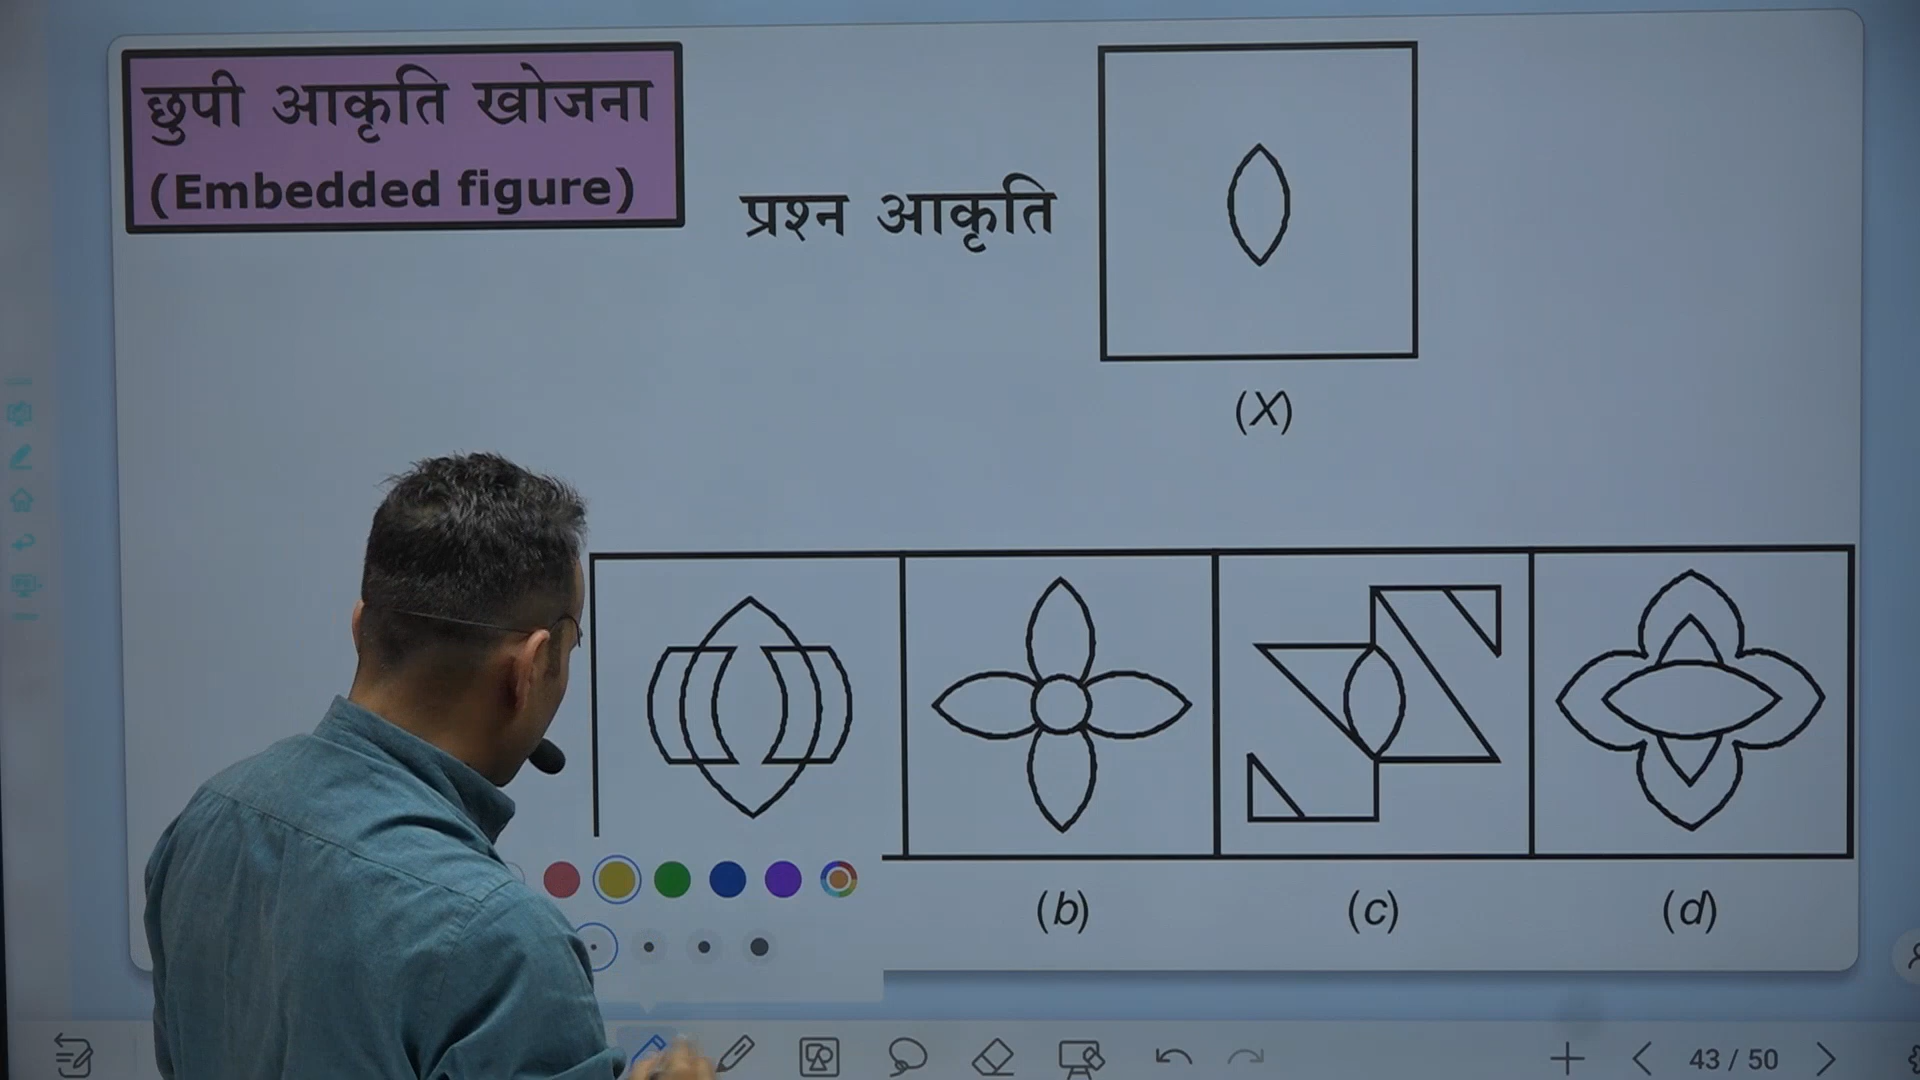 छुपी आकृति खोजना
(Embedded figure)
प्रश्न आकृति
(X)
(b)
(c)
(d)
43 / 50